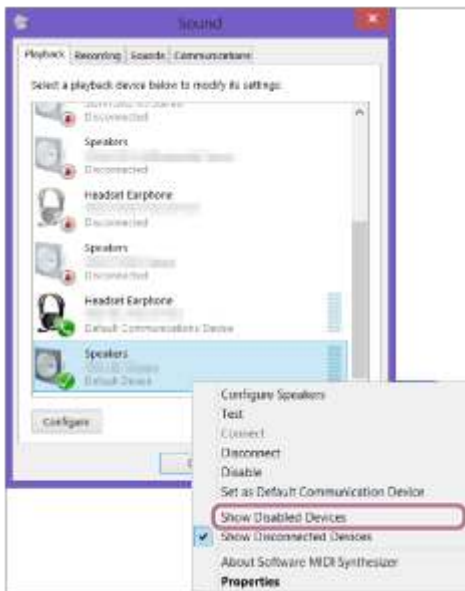 Sound
Playback Recording Sounds Communications
Select a playback device below to modify its settings:
Disconnected
Speakers
Disconnected
Headset Earphone
Disconnected
Speakers
Disconnected
Headset Earphone
Default Communications Device
Speakers
Default Device
Configure
Configure Speakers
Test
Connect
Disconnect
Disable
Set as Default Communication Device
Show Disabled Devices
Show Disconnected Devices
About Software MIDI Synthesizer
Properties